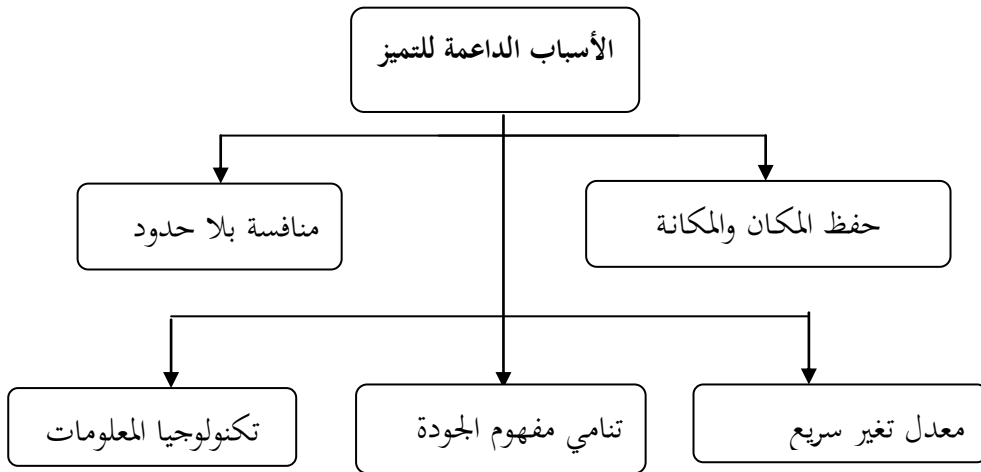 الأسباب الداعمة للتميز
حفظ المكان والمكانة
منافسة بلا حدود
معدل تغير سريع
تنامي مفهوم الجودة
تكنولوجيا المعلومات